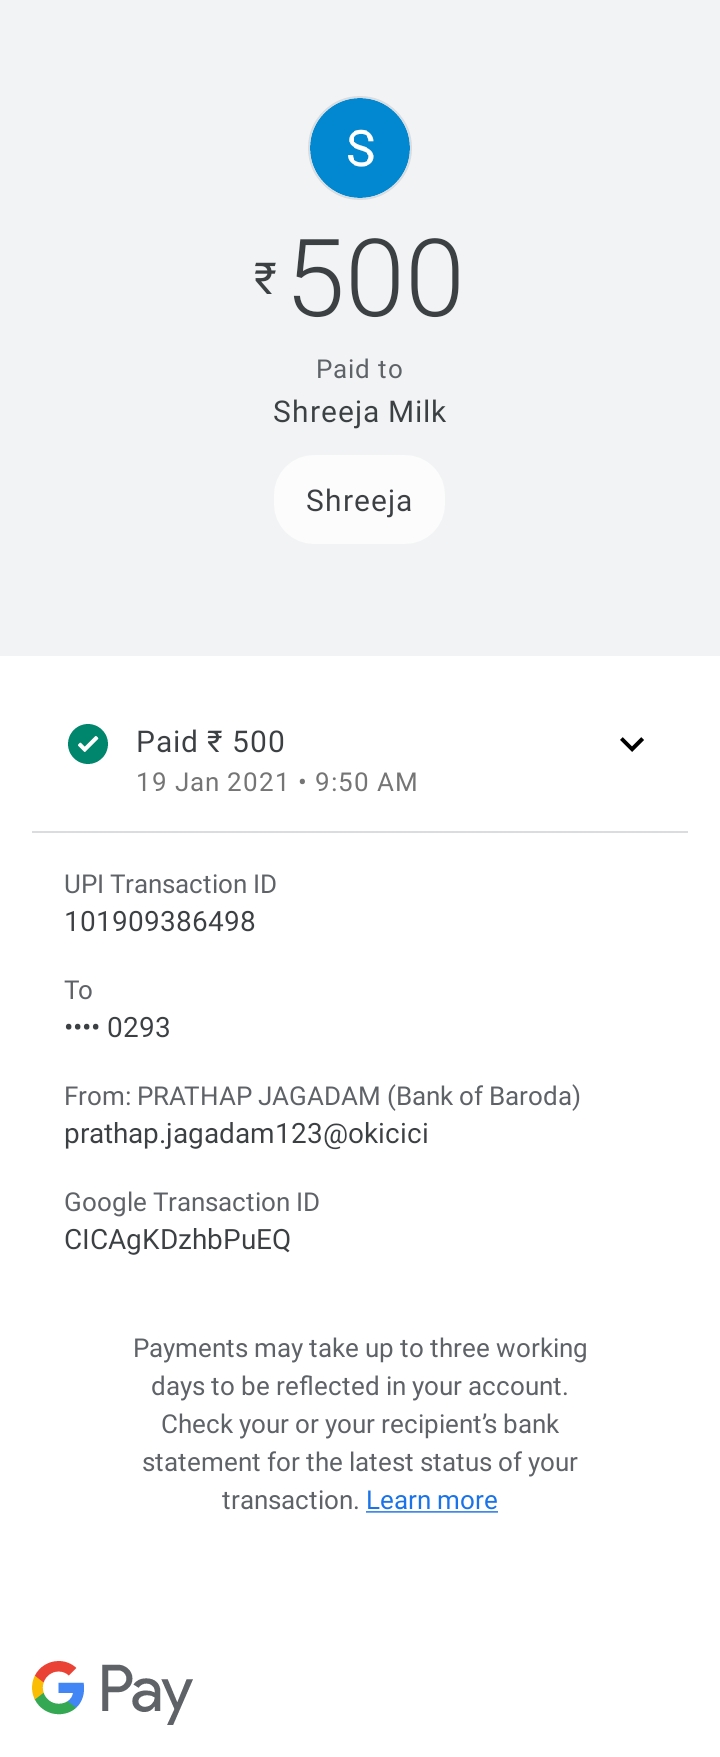 S
₹500
Paid to
Shreeja Milk
Shreeja
Paid ₹ 500
19 Jan 2021 • 9:50 AM
UPI Transaction ID
101909386498
To
•••• 0293
From: PRATHAP JAGADAM (Bank of Baroda)
prathap.jagadam123@okicici
Google Transaction ID
CICAgKDzhbPuEQ
Payments may take up to three working
days to be reflected in your account.
Check your or your recipient’s bank
statement for the latest status of your
transaction. Learn more
G Pay